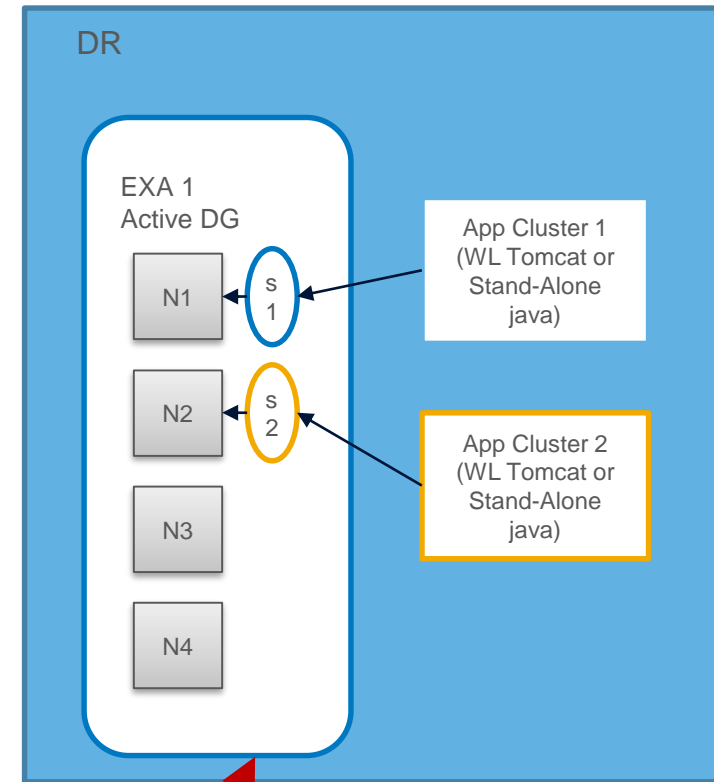 DR
EXA 1
Active DG
N1
s
1
App Cluster 1
(WL Tomcat or
Stand-Alone
java)
N2
s
2
App Cluster 2
(WL Tomcat or
Stand-Alone
java)
N3
N4